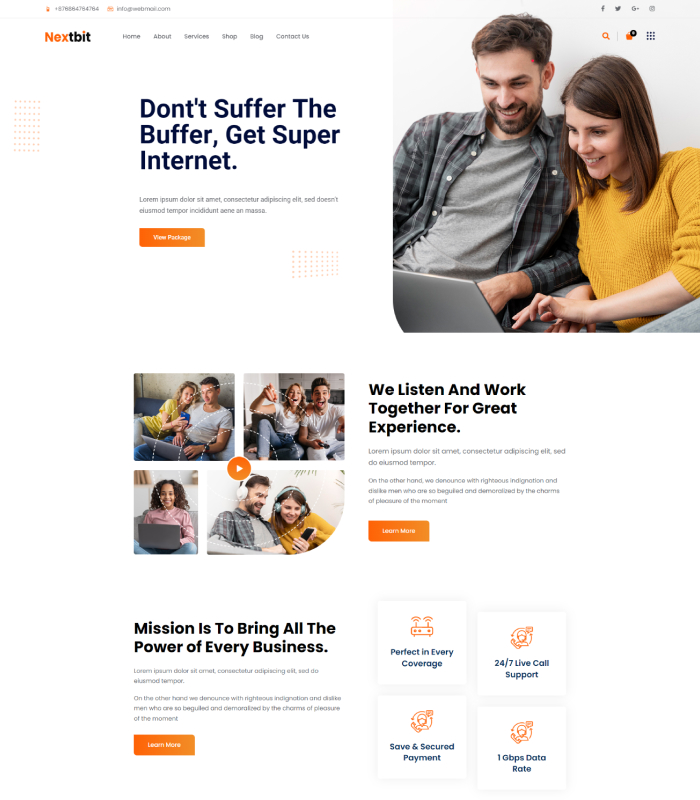 +576864764764 info@webmail.com
Nextbit
Home About Services Shop Blog Contact Us
0
Dont's Suffer The
Buffer, Get Super
Internet.
Lorem ipsum dolor sit amet, consectetur adipiscing elit, sed doesn't
eiusmod tempor incididunt aene an massa.
View Package
We Listen And Work
Together For Great
Experience.
Lorem ipsum dolor sit amet, consectetur adipiscing elit, sed
do eiusmod tempor.
On the other hand, we denounce with righteous indignation and
dislike men who are so beguiled and demoralized by the charms
of pleasure of the moment
Learn More
Mission Is To Bring All The
Power of Every Business.
Lorem ipsum dolor sit amet, consectetur adipiscing elit, sed do
eiusmod tempor.
On the other hand we denounce with righteous indignation and dislike
men who are so beguiled and demoralized by the charms of pleasure
of the moment
Learn More
Perfect in Every
Coverage
24/7 Live Call
Support
Save & Secured
Payment
1 Gbps Data
Rate